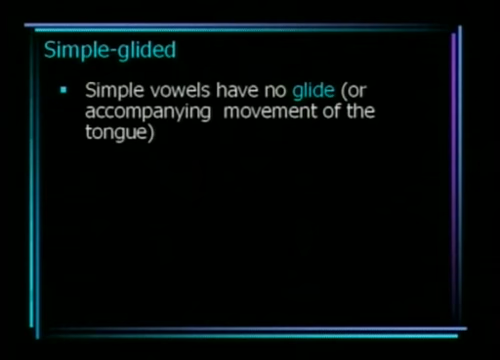 Simple-glided
▪ Simple vowels have no glide (or
accompanying movement of the
tongue)